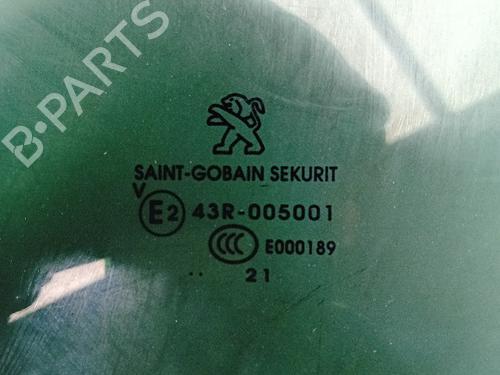 B-PARTS
SAINT-GOBAIN SEKURIT
V
E2 43R-005001
CCC E000189
.. 21